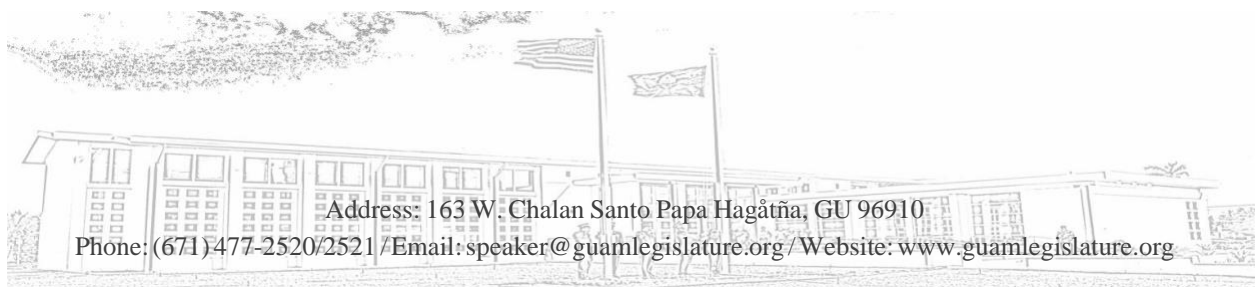 Address: 163 W. Chalan Santo Papa Hagåtña, GU 96910
Phone: (671) 477-2520/2521 / Email: speaker@guamlegislature.org / Website: www.guamlegislature.org